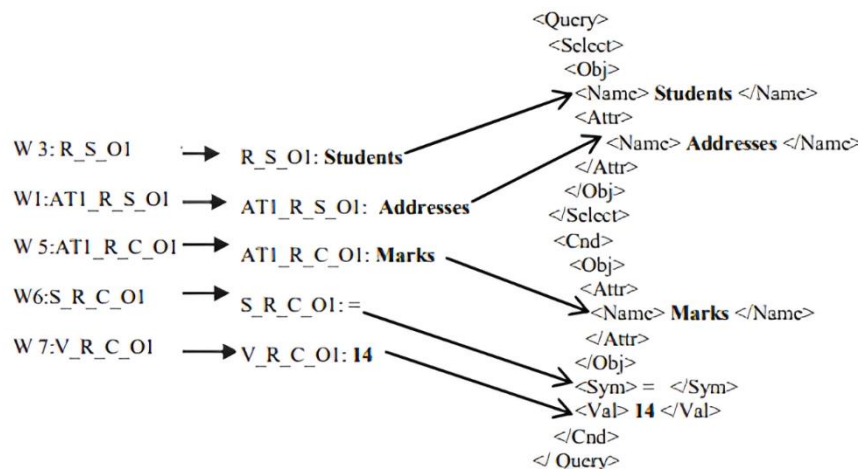 <Query>
<Select>
<Obj>
<Name> Students </Name>
<Attr>
W 3: R_S_O1 R_S_O1: Students <Name> Addresses </Name>
</Attr>
W1:AT1_R_S_O1 AT1_R_S_O1: Addresses </Obj>
</Select>
W 5:AT1_R_C_O1 AT1_R_C_O1: Marks <Cnd>
<Obj>
<Attr>
W6:S_R_C_O1 S_R_C_O1: = <Name> Marks </Name>
</Attr>
W 7:V_R_C_O1 V_R_C_O1: 14 </Obj>
<Sym> = </Sym>
<Val> 14 </Val>
</Cnd>
</ Query>